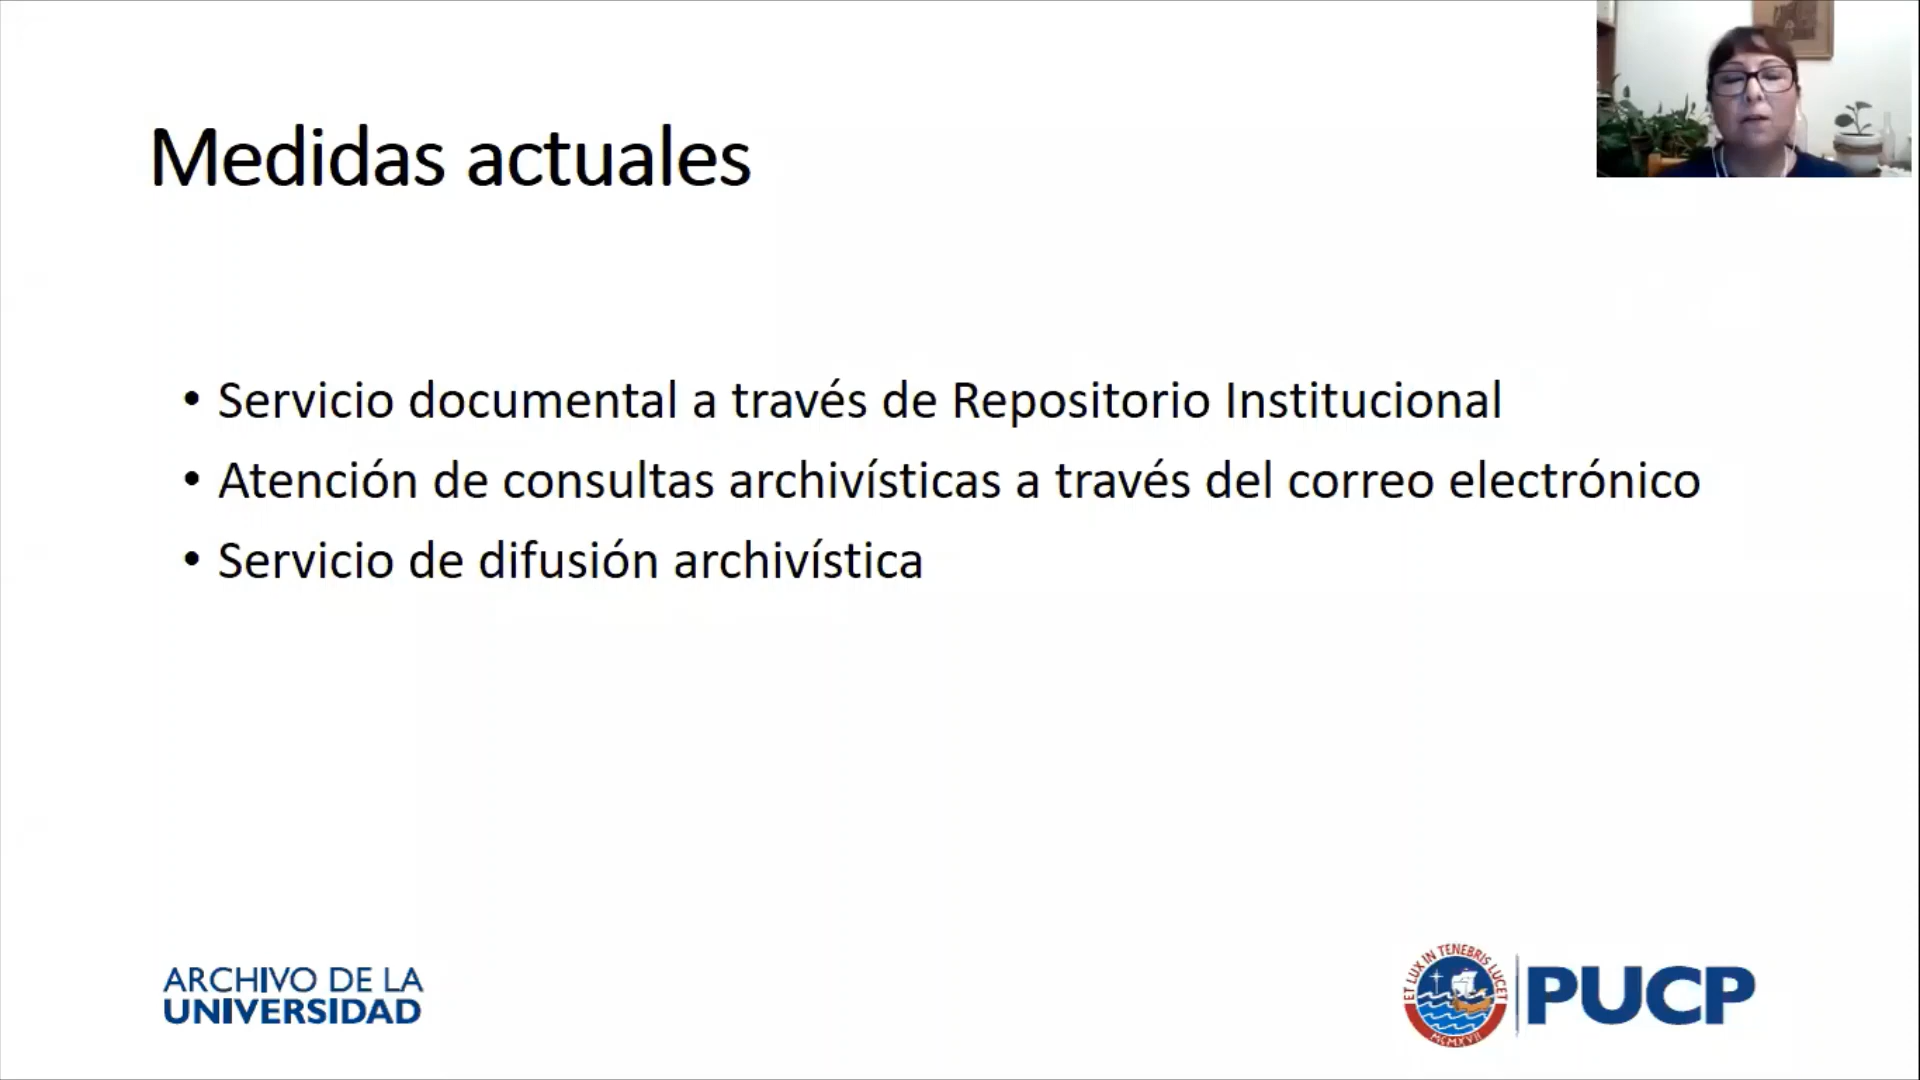 Medidas actuales
• Servicio documental a través de Repositorio Institucional
• Atención de consultas archivísticas a través del correo electrónico
• Servicio de difusión archivística
ARCHIVO DE LA
UNIVERSIDAD
ET LUX IN TENEBRIS LUCET
MCMXVII
PUCP